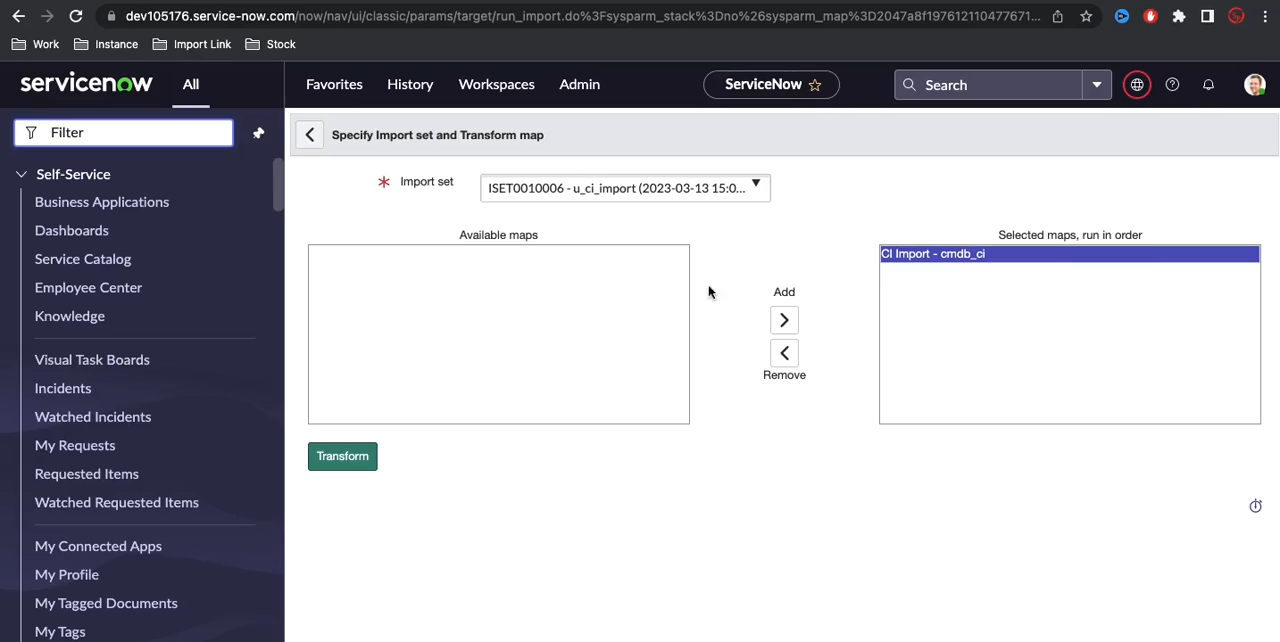 dev105176.service-now.com/now/nav/ui/classic/params/target/run_import.do%3Fsysparm_stack%3Dno%26sysparm_map%3D2047a8f197612110477671...
Work Instance Import Link Stock
servicenow All Favorites History Workspaces Admin ServiceNow Search
Filter
Specify Import set and Transform map
Self-Service
Business Applications
Dashboards
Service Catalog
Employee Center
Knowledge
Visual Task Boards
Incidents
Watched Incidents
My Requests
Requested Items
Watched Requested Items
My Connected Apps
My Profile
My Tagged Documents
My Tags
Import set ISET0010006 - u_ci_import (2023-03-13 15:0...
Available maps Selected maps, run in order
CI Import - cmdb_ci
Add
Remove
Transform